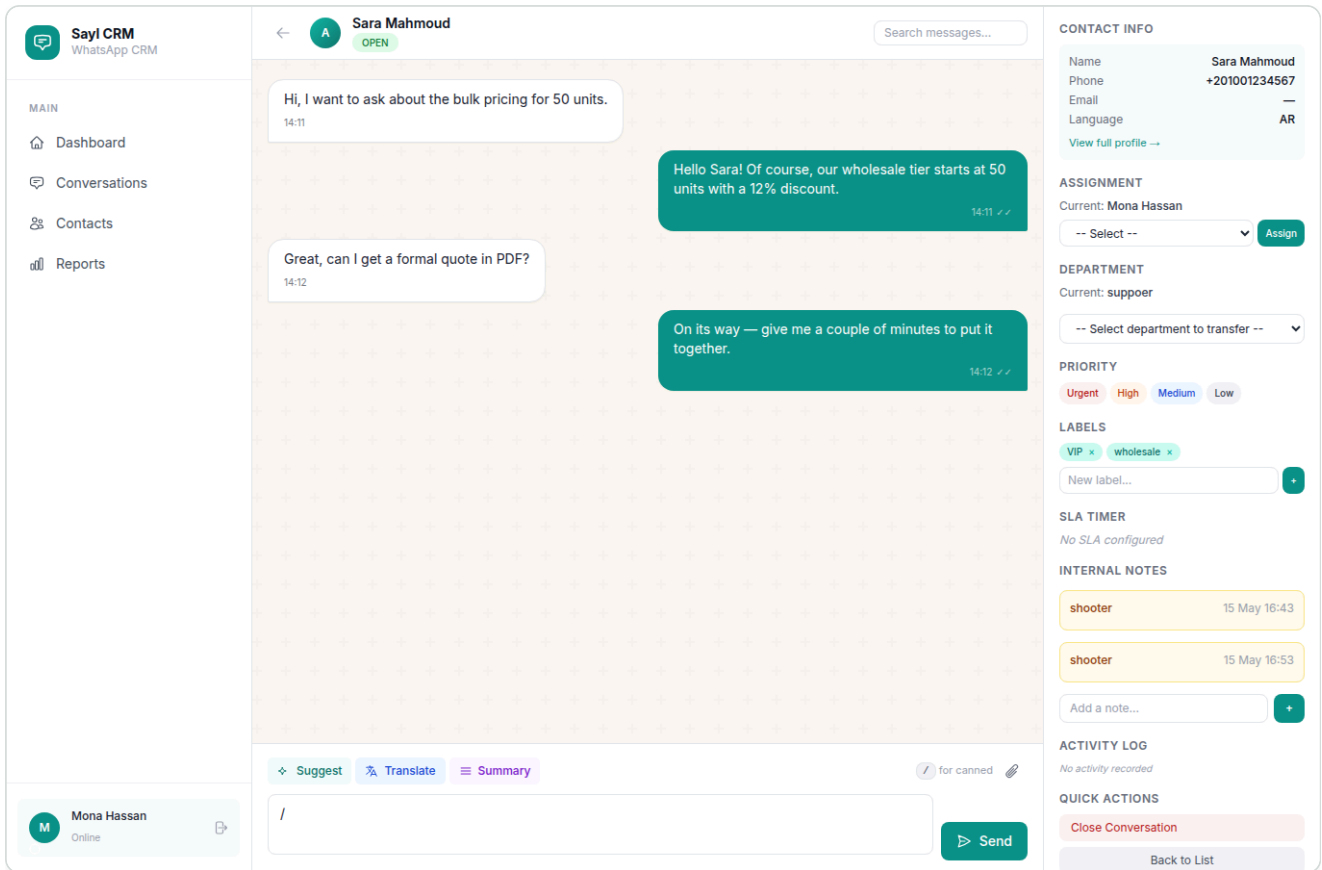 Sayl CRM
WhatsApp CRM
MAIN
Dashboard
Conversations
Contacts
Reports
M
Mona Hassan
Online
A
Sara Mahmoud
OPEN
Search messages...
Hi, I want to ask about the bulk pricing for 50 units.
14:11
Hello Sara! Of course, our wholesale tier starts at 50
units with a 12% discount.
14:11 ✓✓
Great, can I get a formal quote in PDF?
14:12
On its way — give me a couple of minutes to put it
together.
14:12 ✓✓
Suggest
Translate
Summary
/ for canned
/
Send
CONTACT INFO
Name Sara Mahmoud
Phone +201001234567
Email —
Language AR
View full profile →
ASSIGNMENT
Current: Mona Hassan
-- Select --
Assign
DEPARTMENT
Current: suppoer
-- Select department to transfer --
PRIORITY
Urgent High Medium Low
LABELS
VIP × wholesale ×
New label...
+
SLA TIMER
No SLA configured
INTERNAL NOTES
shooter 15 May 16:43
shooter 15 May 16:53
Add a note...
+
ACTIVITY LOG
No activity recorded
QUICK ACTIONS
Close Conversation
Back to List